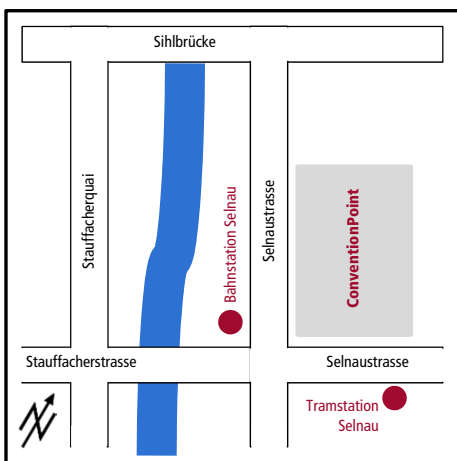 Sihlbrücke
Stauffacherquai
Bahnstation Selnau
Selnaustrasse
ConventionPoint
Stauffacherstrasse
Selnaustrasse
Tramstation
Selnau
N